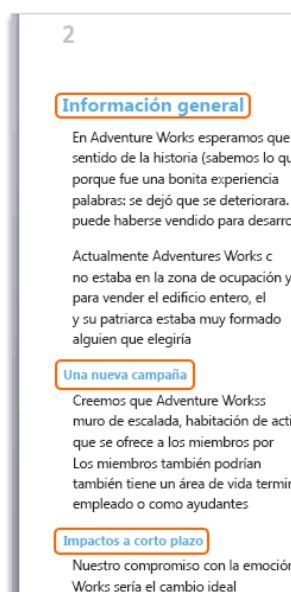 2
Información general
En Adventure Works esperamos que
sentido de la historia (sabemos lo
porque fue una bonita experiencia
palabras: se dejó que se deteriorara.
puede haberse vendido para
Actualmente Adventures Works c
no estaba en la zona de ocupación y
para vender el edificio entero, el
y su patriarca estaba muy formado
alguien que elegiría
Una nueva campaña
Creemos que Adventure Workss
muro de escalada, habitación de
que se ofrece a los miembros por
Los miembros también podrían
también tiene un área de vida
empleado o como ayudantes
Impactos a corto plazo
Nuestro compromiso con la emoción
Works sería el cambio ideal